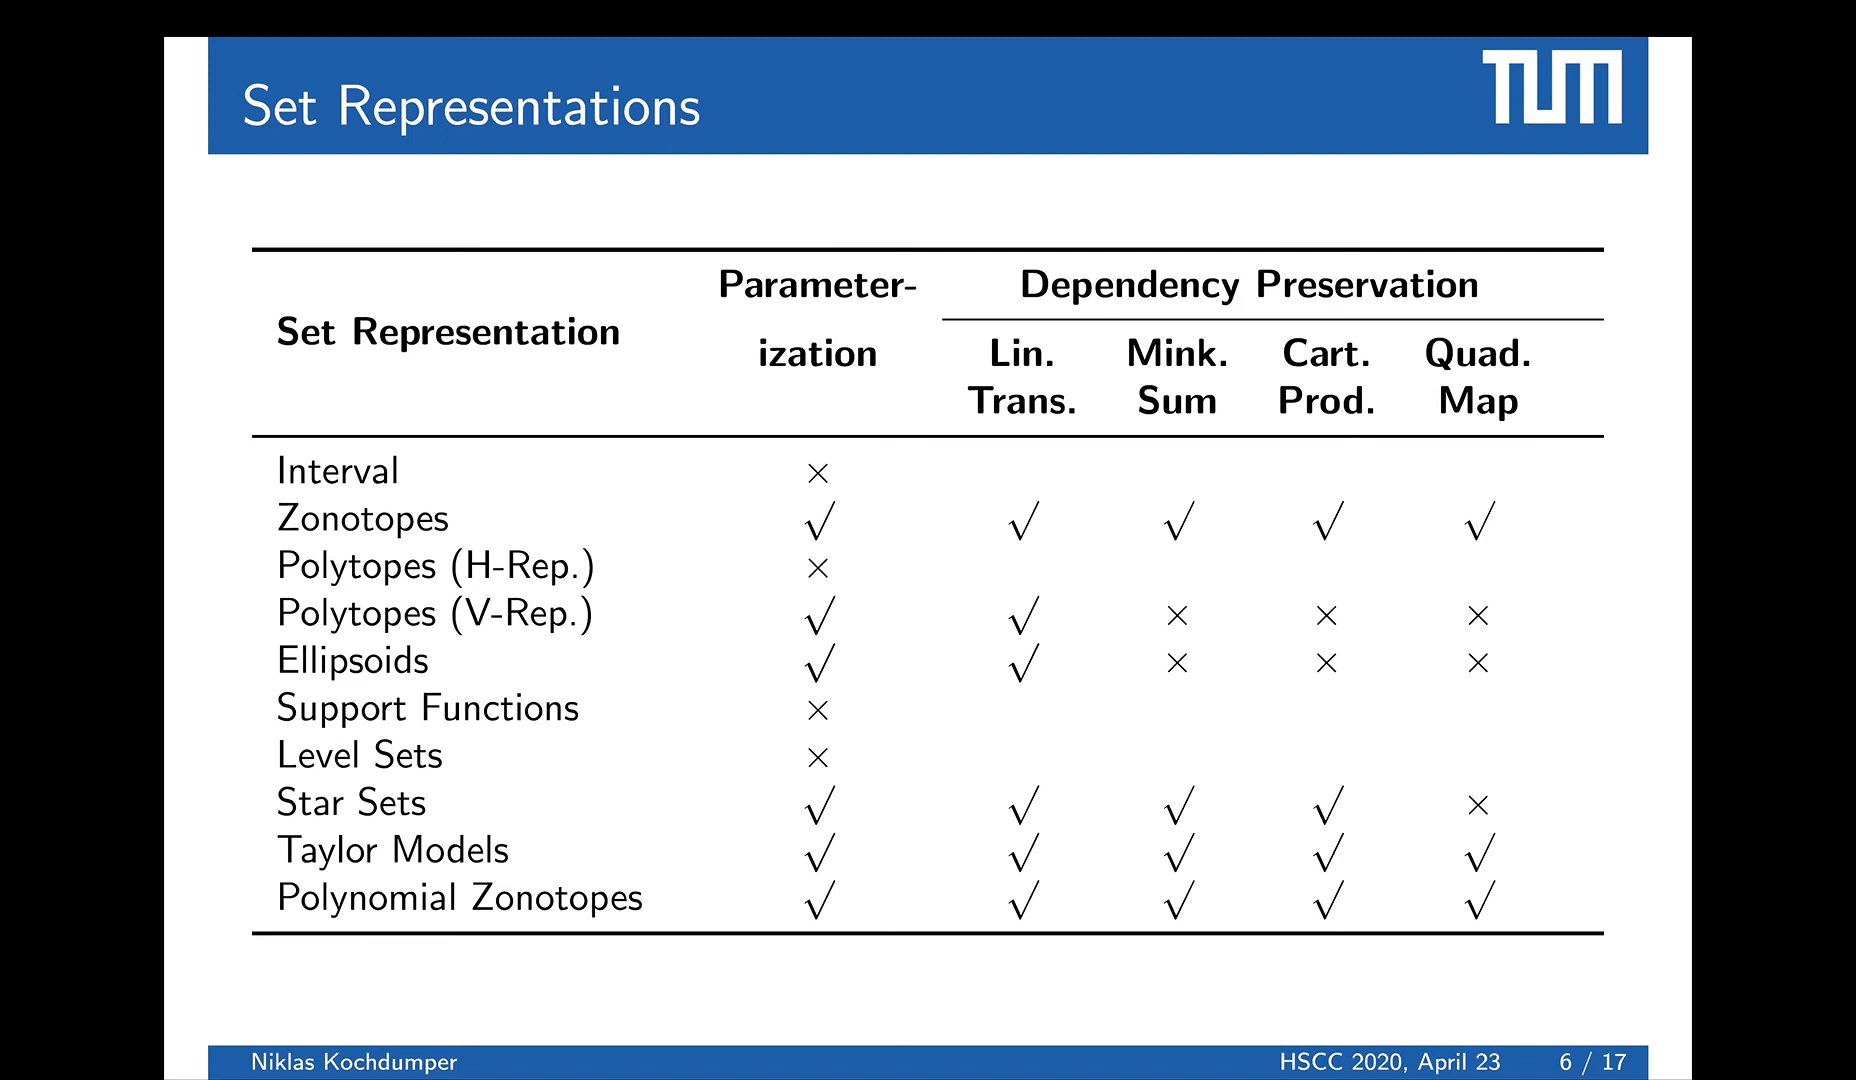 Set Representations
TUM
Set Representation Parameter-ization Dependency Preservation
Lin. Trans. Mink. Sum Cart. Prod. Quad. Map
Interval ×
Zonotopes √ √ √ √ √
Polytopes (H-Rep.) ×
Polytopes (V-Rep.) √ √ × × ×
Ellipsoids √ √ × × ×
Support Functions ×
Level Sets ×
Star Sets √ √ √ √ ×
Taylor Models √ √ √ √ √
Polynomial Zonotopes √ √ √ √ √
Niklas Kochdumper HSCC 2020, April 23 6 / 17